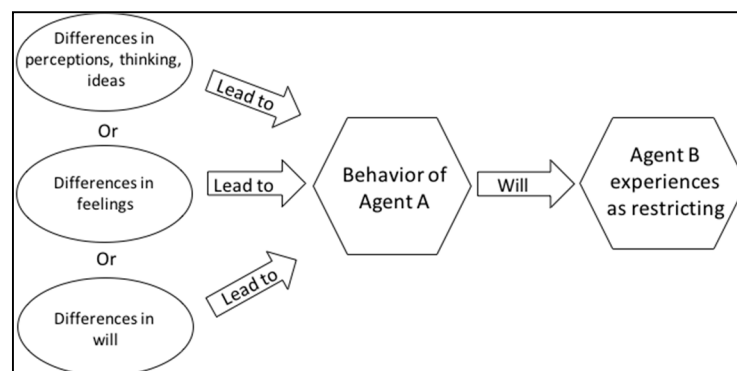 Differences in
perceptions, thinking,
ideas
Lead to
Or
Differences in
feelings
Lead to
Behavior of
Agent A
Will
Agent B
experiences
as restricting
Or
Differences in
will
Lead to